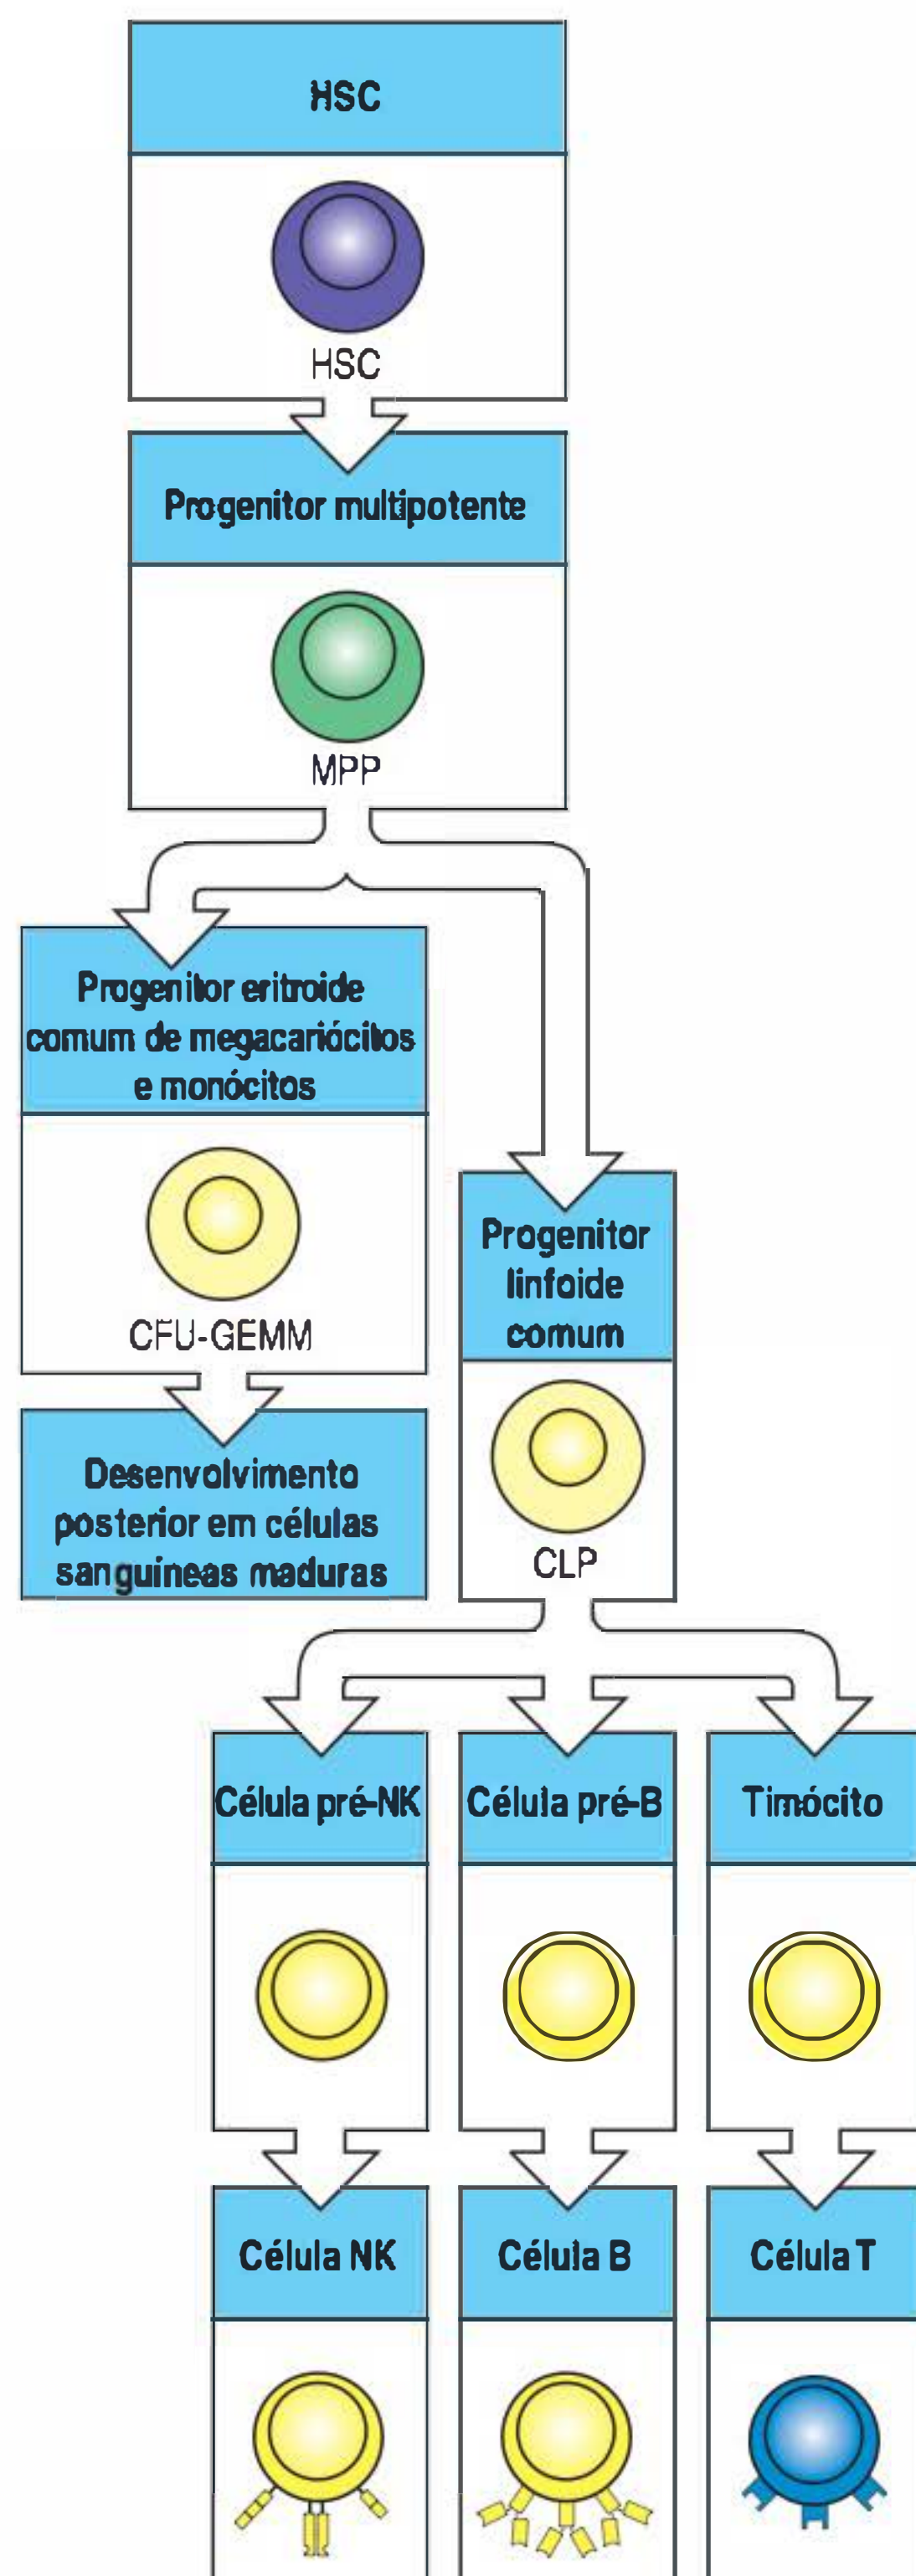 HSC
HSC
Progenitor multipotente
MPP
Progenitor eritroide
comum de megacariócitos
e monócitos
CFU-GEMM
Desenvolvimento
posterior em células
sanguíneas maduras
Progenitor
linfoide
comum
CLP
Célula pré-NK
Célula pré-B
Timócito
Célula NK
Célula B
Célula T